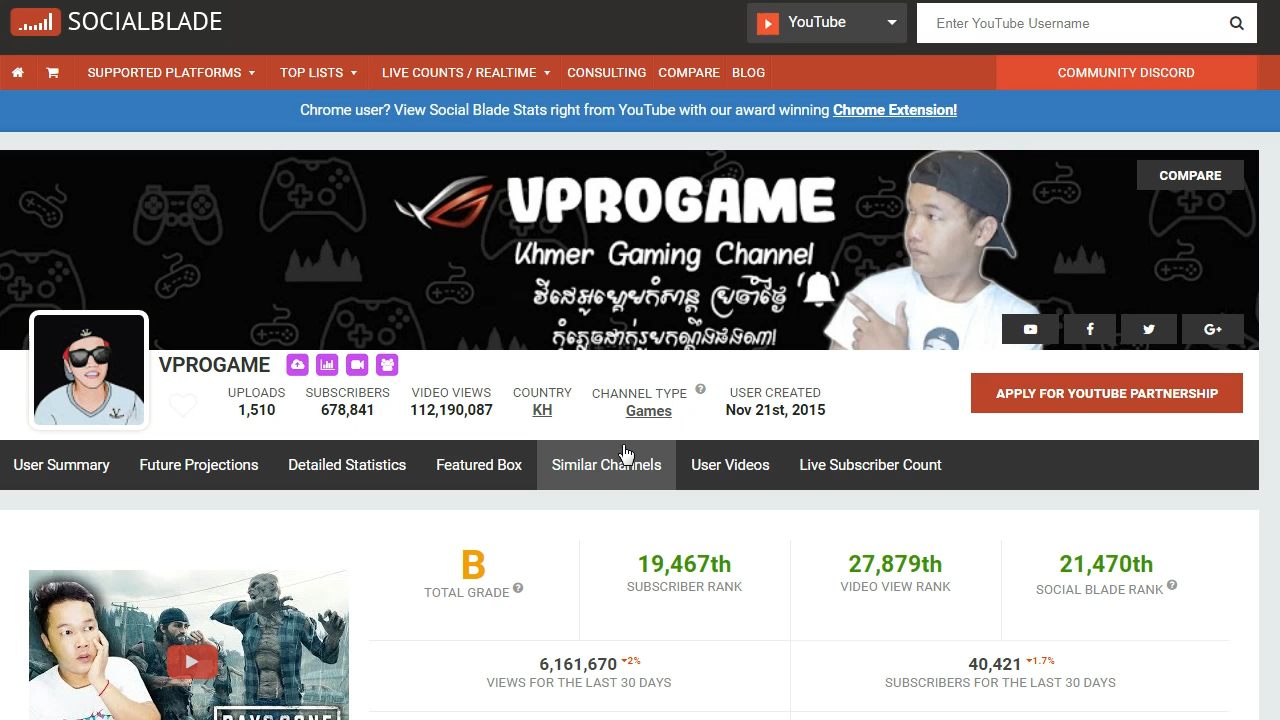 SOCIALBLADE
YouTube
Enter YouTube Username
SUPPORTED PLATFORMS
TOP LISTS
LIVE COUNTS / REALTIME
CONSULTING
COMPARE
BLOG
COMMUNITY DISCORD
Chrome user? View Social Blade Stats right from YouTube with our award winning Chrome Extension!
COMPARE
VPROGAME
Khmer Gaming Channel
VPROGAME
UPLOADS
1,510
SUBSCRIBERS
678,841
VIDEO VIEWS
112,190,087
COUNTRY
KH
CHANNEL TYPE
Games
USER CREATED
Nov 21st, 2015
APPLY FOR YOUTUBE PARTNERSHIP
User Summary
Future Projections
Detailed Statistics
Featured Box
Similar Channels
User Videos
Live Subscriber Count
B
TOTAL GRADE
19,467th
SUBSCRIBER RANK
27,879th
VIDEO VIEW RANK
21,470th
SOCIAL BLADE RANK
6,161,670 -2%
VIEWS FOR THE LAST 30 DAYS
40,421 -1.7%
SUBSCRIBERS FOR THE LAST 30 DAYS
DAYS GONE